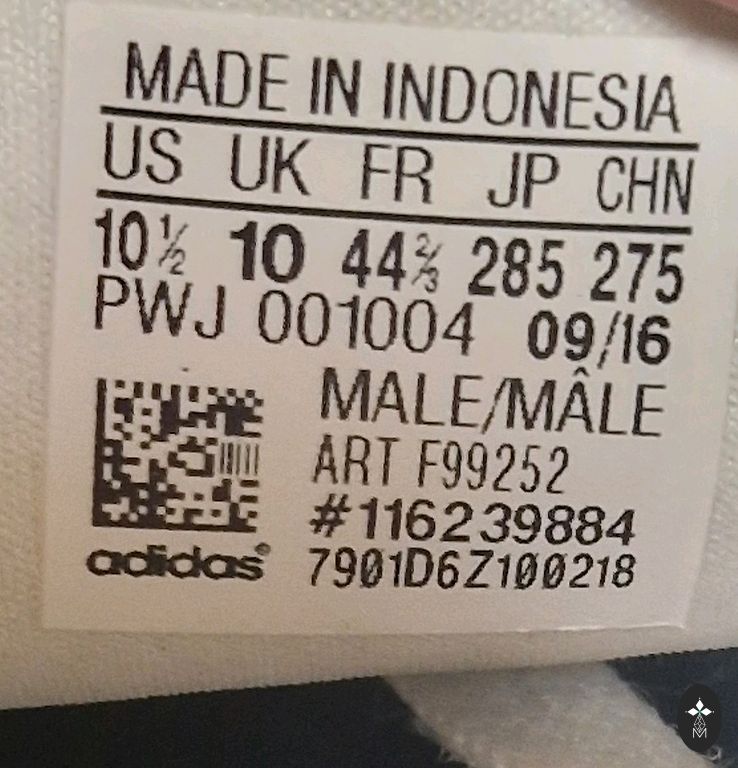 MADE IN INDONESIA
US UK FR JP CHN
10½ 10 44⅔ 285 275
PWJ 001004 09/16
MALE/MÂLE
ART F99252
#116239884
adidas® 7901D6Z100218
M